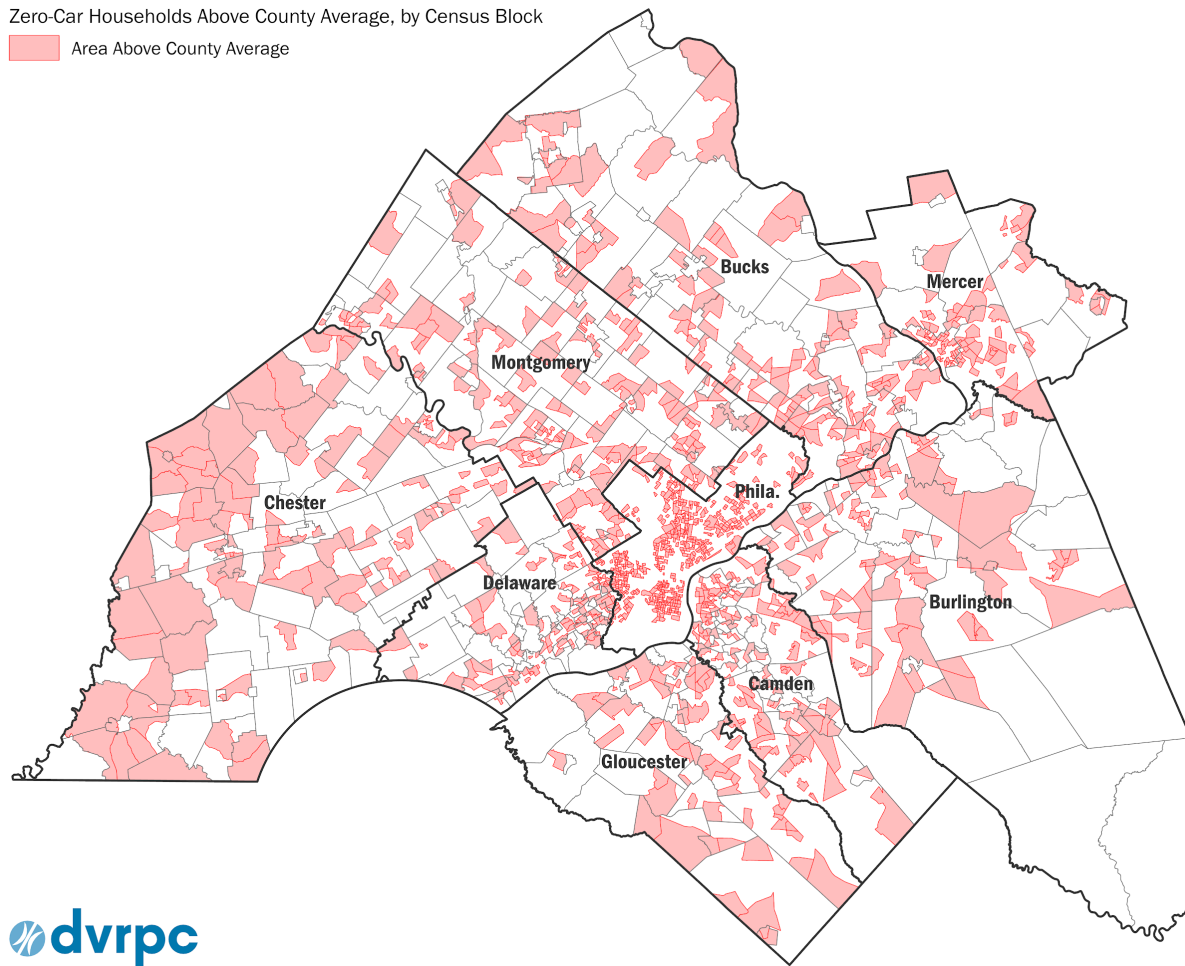 Zero-Car Households Above County Average, by Census Block
Area Above County Average
Bucks
Mercer
Montgomery
Phila.
Chester
Delaware
Burlington
Camden
Gloucester
dvrpc